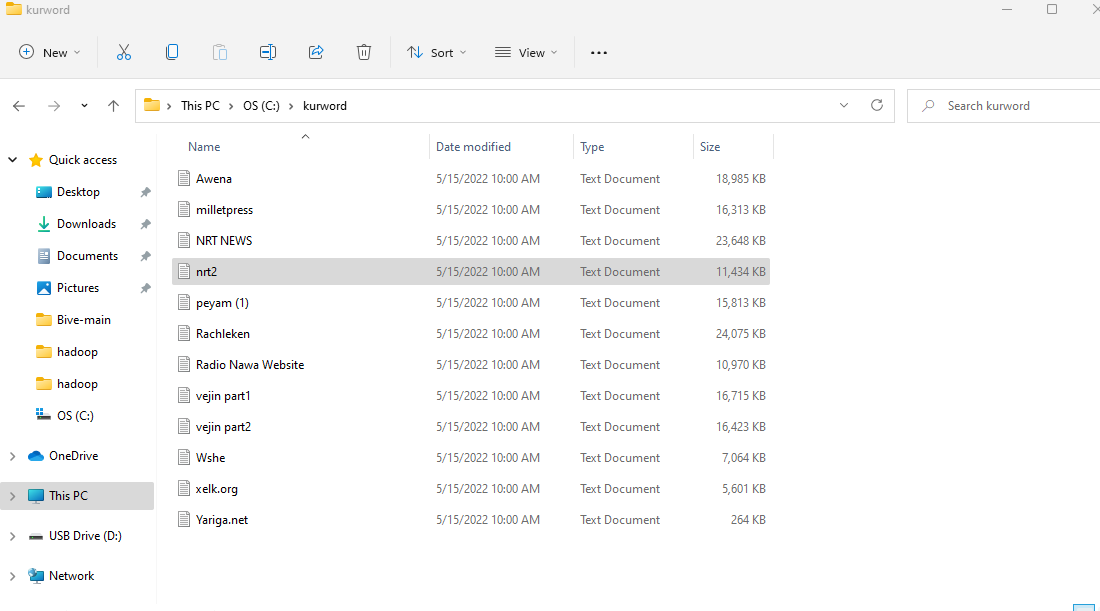 kurword
New Sort View
This PC OS (C:) kurword Search kurword
Quick access
Desktop
Downloads
Documents
Pictures
Bive-main
hadoop
hadoop
OS (C:)
OneDrive
This PC
USB Drive (D:)
Network
Name Date modified Type Size
Awena 5/15/2022 10:00 AM Text Document 18,985 KB
milletpress 5/15/2022 10:00 AM Text Document 16,313 KB
NRT NEWS 5/15/2022 10:00 AM Text Document 23,648 KB
nrt2 5/15/2022 10:00 AM Text Document 11,434 KB
peyam (1) 5/15/2022 10:00 AM Text Document 15,813 KB
Rachleken 5/15/2022 10:00 AM Text Document 24,075 KB
Radio Nawa Website 5/15/2022 10:00 AM Text Document 10,970 KB
vejin part1 5/15/2022 10:00 AM Text Document 16,715 KB
vejin part2 5/15/2022 10:00 AM Text Document 16,423 KB
Wshe 5/15/2022 10:00 AM Text Document 7,064 KB
xelk.org 5/15/2022 10:00 AM Text Document 5,601 KB
Yariga.net 5/15/2022 10:00 AM Text Document 264 KB